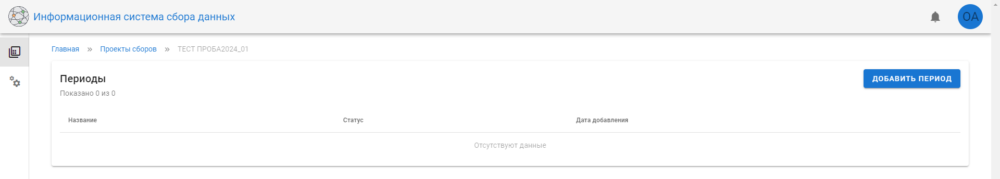 Информационная система сбора данных
ОА
Главная » Проекты сборов » ТЕСТ ПРОБА2024_01
Периоды
ДОБАВИТЬ ПЕРИОД
Показано 0 из 0
Название Статус Дата добавления
Отсутствуют данные